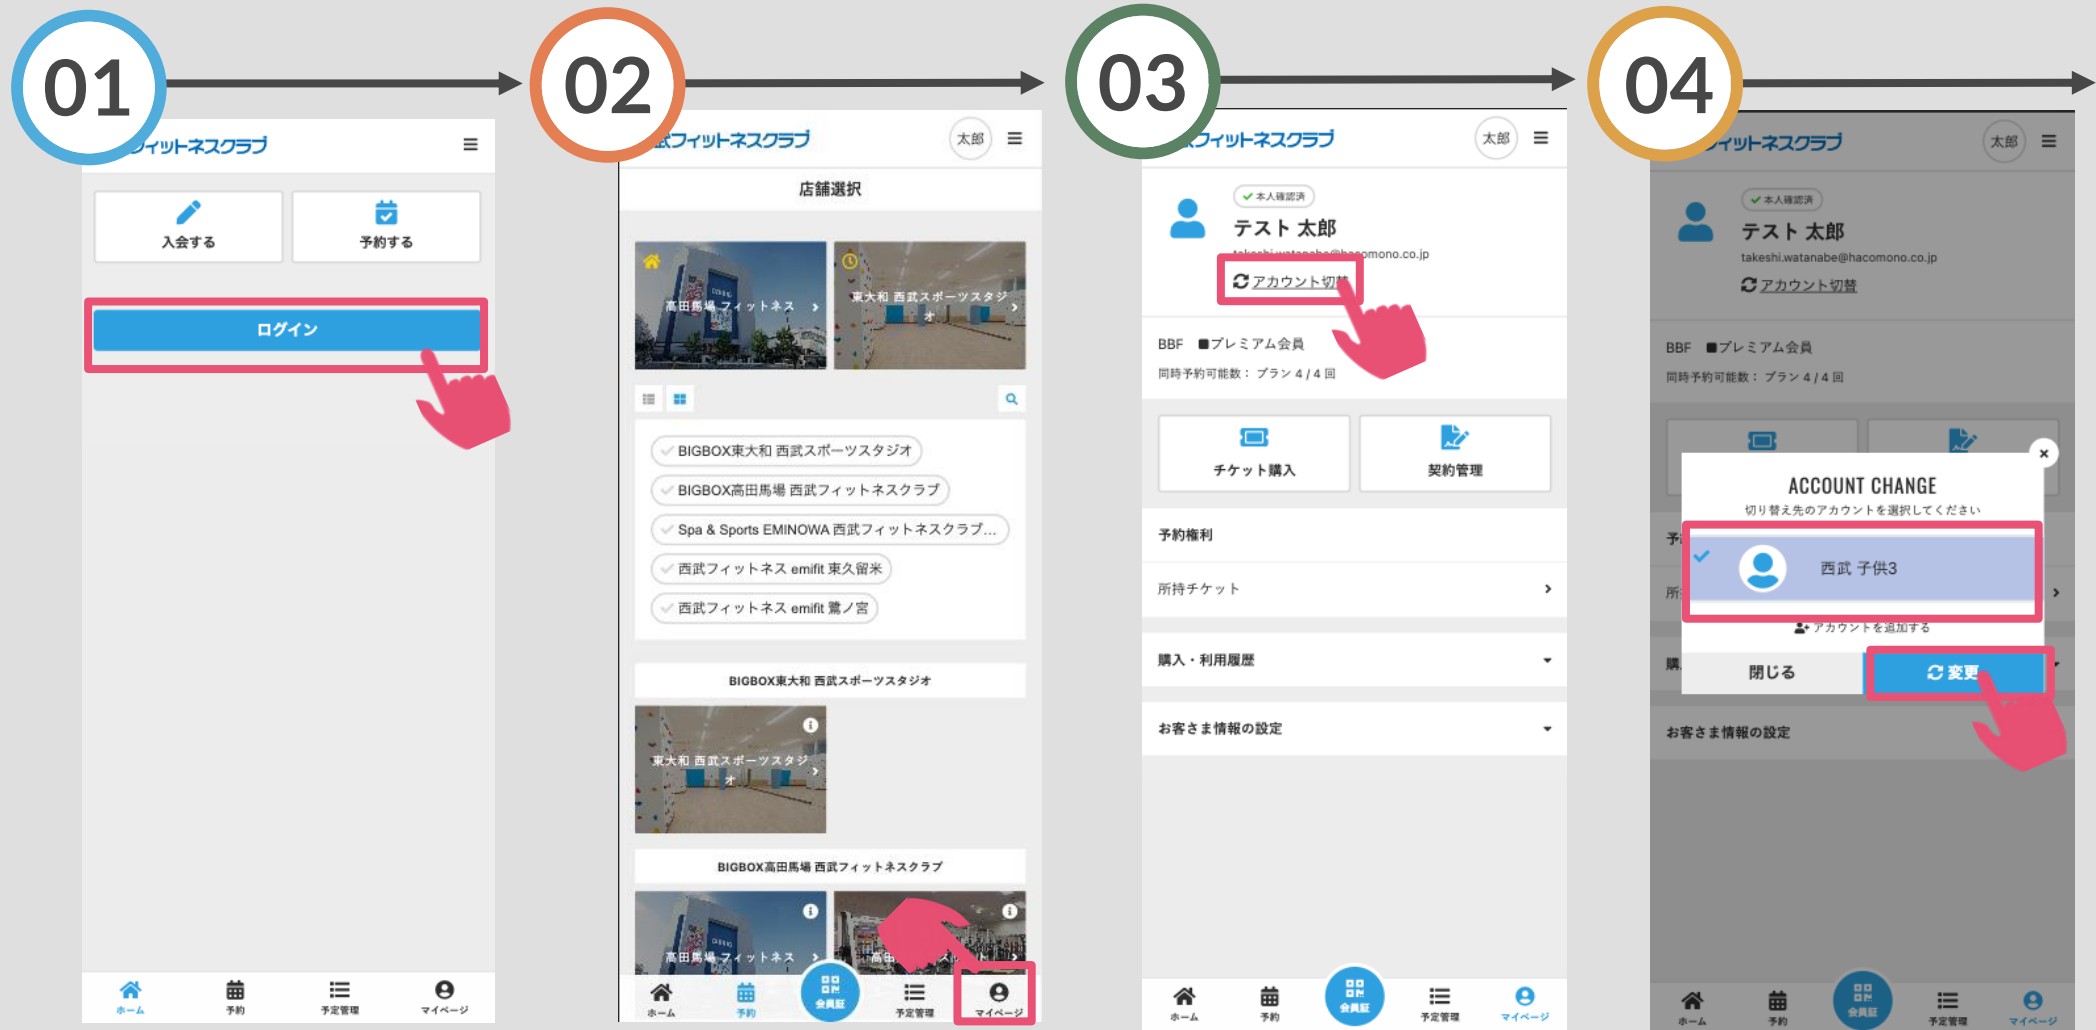 01
フィットネスクラブ
入会する
予約する
ログイン
ホーム
予約
予定管理
マイページ
02
フィットネスクラブ
太郎
店舗選択
高田馬場 フィットネス
東大和 西武スポーツスタジ
オ
BIGBOX東大和 西武スポーツスタジオ
BIGBOX高田馬場 西武フィットネスクラブ
Spa & Sports EMINOWA 西武フィットネスクラブ...
西武フィットネス emifit 東久留米
西武フィットネス emifit 鷺ノ宮
BIGBOX東大和 西武スポーツスタジオ
東大和 西武スポーツスタジ
オ
BIGBOX高田馬場 西武フィットネスクラブ
高田馬場 フィットネス
ホーム
予約
会員証
予定管理
マイページ
03
フィットネスクラブ
太郎
本人確認済
テスト 太郎
takeshi.watanabe@hacomono.co.jp
アカウント切替
BBF ■プレミアム会員
同時予約可能数： プラン 4 / 4 回
チケット購入
契約管理
予約権利
所持チケット
購入・利用履歴
お客さま情報の設定
ホーム
予約
会員証
予定管理
マイページ
04
フィットネスクラブ
太郎
本人確認済
テスト 太郎
takeshi.watanabe@hacomono.co.jp
アカウント切替
BBF ■プレミアム会員
同時予約可能数： プラン 4 / 4 回
ACCOUNT CHANGE
切り替え先のアカウントを選択してください
西武 子供3
アカウントを追加する
閉じる
変更
お客さま情報の設定
ホーム
予約
会員証
予定管理
マイページ